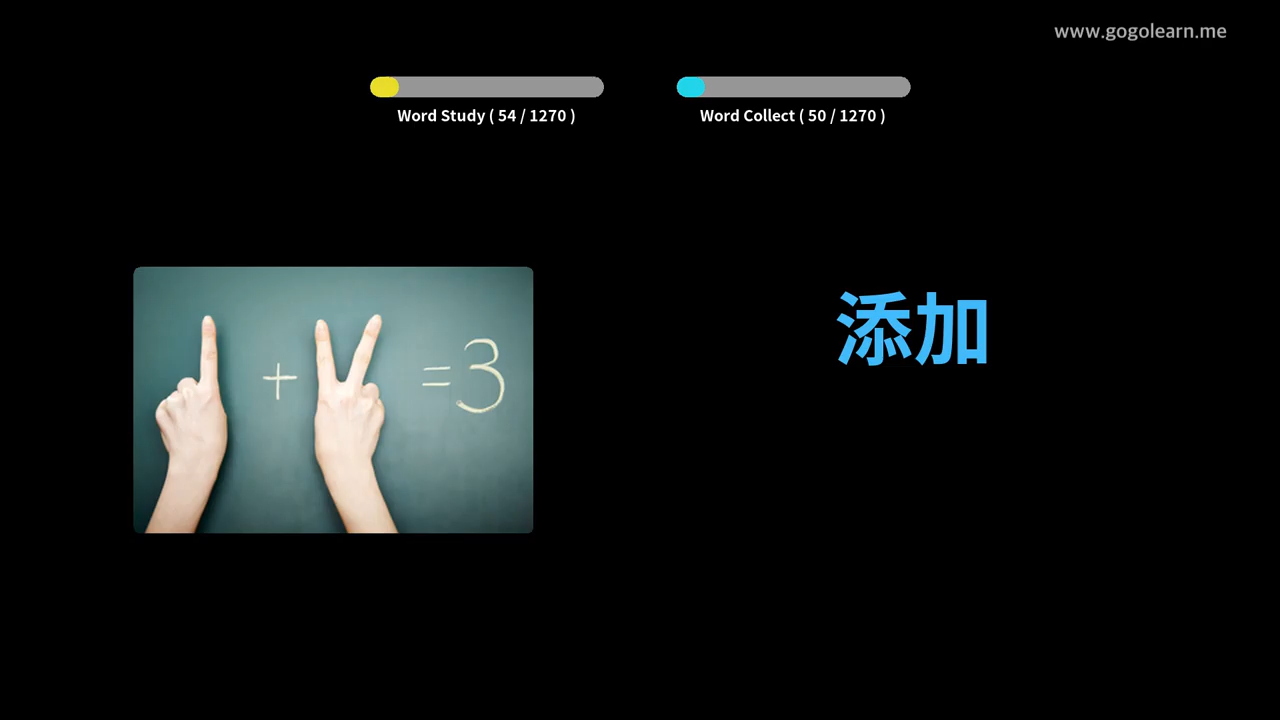 www.gogolearn.me
Word Study ( 54 / 1270 )
Word Collect ( 50 / 1270 )
添加
+ =3